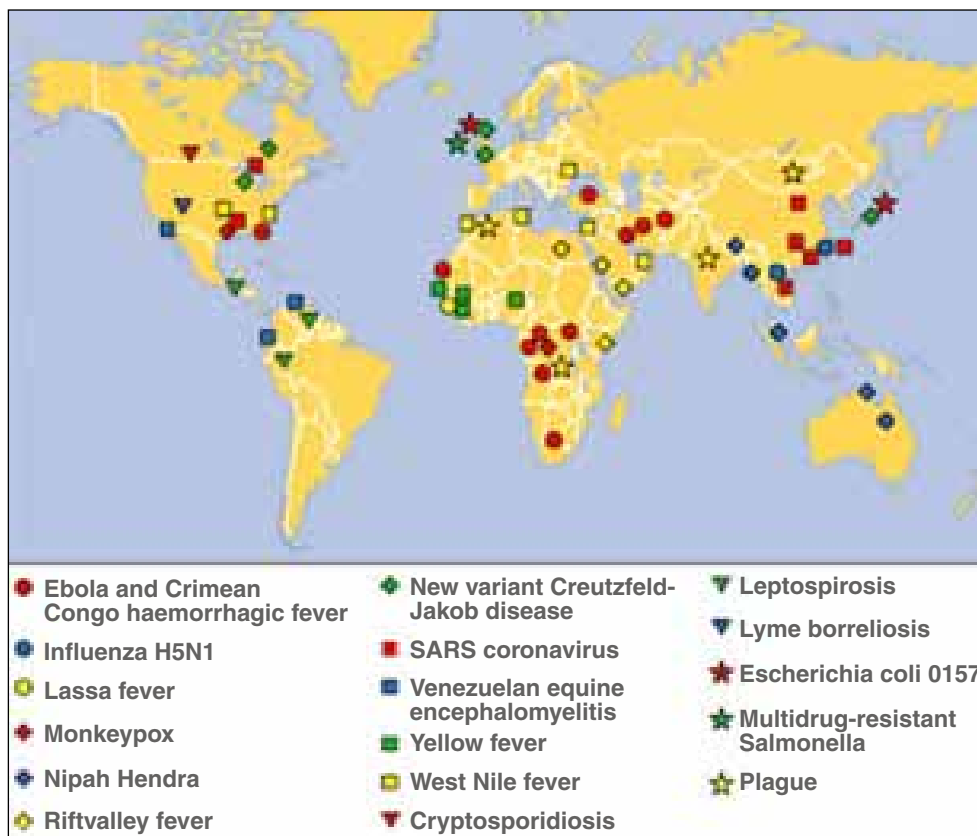 Ebola and Crimean
Congo haemorrhagic fever
Influenza H5N1
Lassa fever
Monkeypox
Nipah Hendra
Riftvalley fever
New variant Creutzfeld-
Jakob disease
SARS coronavirus
Venezuelan equine
encephalomyelitis
Yellow fever
West Nile fever
Cryptosporidiosis
Leptospirosis
Lyme borreliosis
Escherichia coli 0157
Multidrug-resistant
Salmonella
Plague